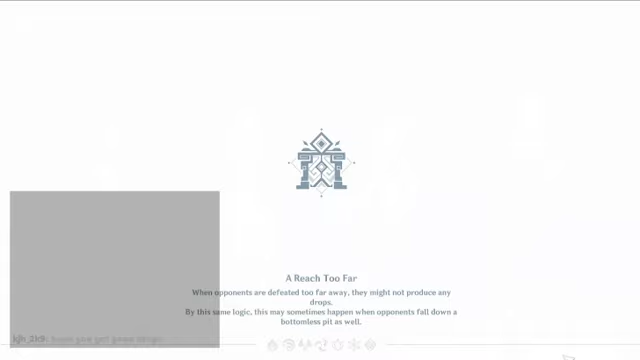 A Reach Too Far
When opponents are defeated too far away, they might not produce any
drops.
By this same logic, this may sometimes happen when opponents fall down a
bottomless pit as well.